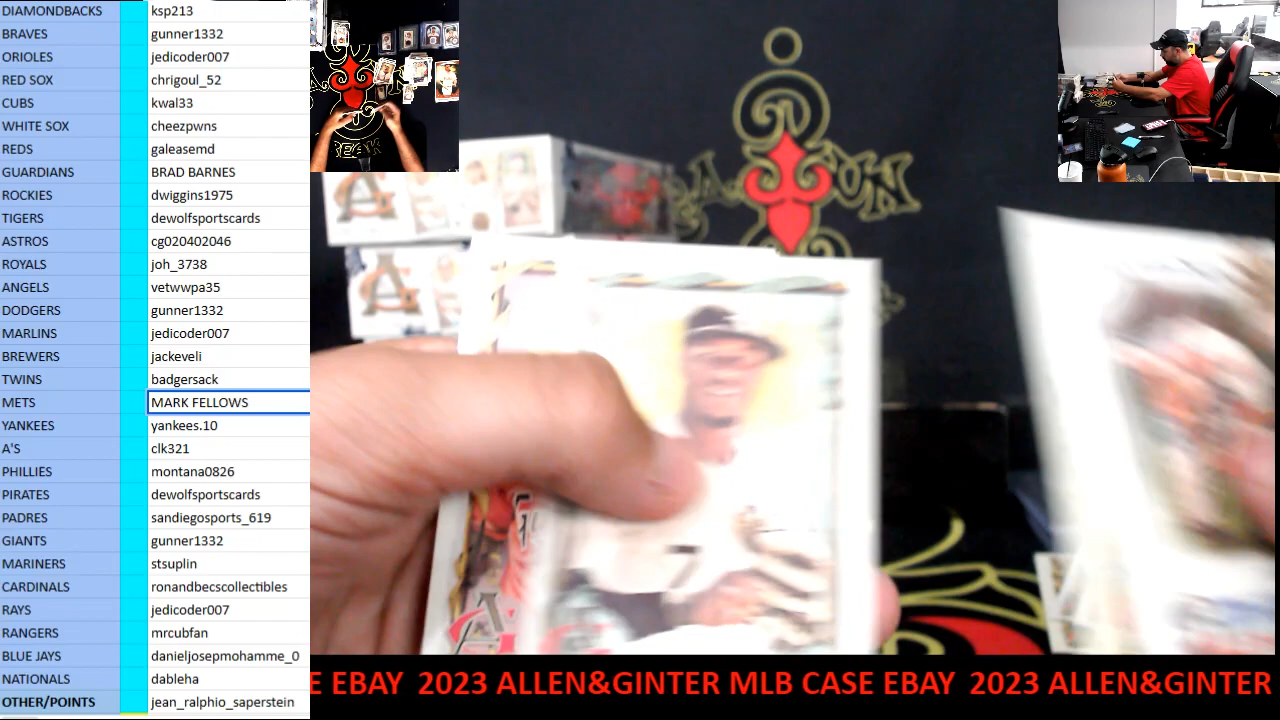 DIAMONDBACKS ksp213
BRAVES gunner1332
ORIOLES jedicoder007
RED SOX chrigoul_52
CUBS kwal33
WHITE SOX cheezpwns
REDS galeasemd
GUARDIANS BRAD BARNES
ROCKIES dwiggins1975
TIGERS dewolfsportscards
ASTROS cg020402046
ROYALS joh_3738
ANGELS vetwwpa35
DODGERS gunner1332
MARLINS jedicoder007
BREWERS jackeveli
TWINS badgersack
METS MARK FELLOWS
YANKEES yankees.10
A'S clk321
PHILLIES montana0826
PIRATES dewolfsportscards
PADRES sandiegosports_619
GIANTS gunner1332
MARINERS stsuplin
CARDINALS ronandbecscollectibles
RAYS jedicoder007
RANGERS mrcubfan
BLUE JAYS danieljosepmohamme_0
NATIONALS dableha
OTHER/POINTS jean_ralphio_saperstein
7
E EBAY 2023 ALLEN&GINTER MLB CASE EBAY 2023 ALLEN&GINTER